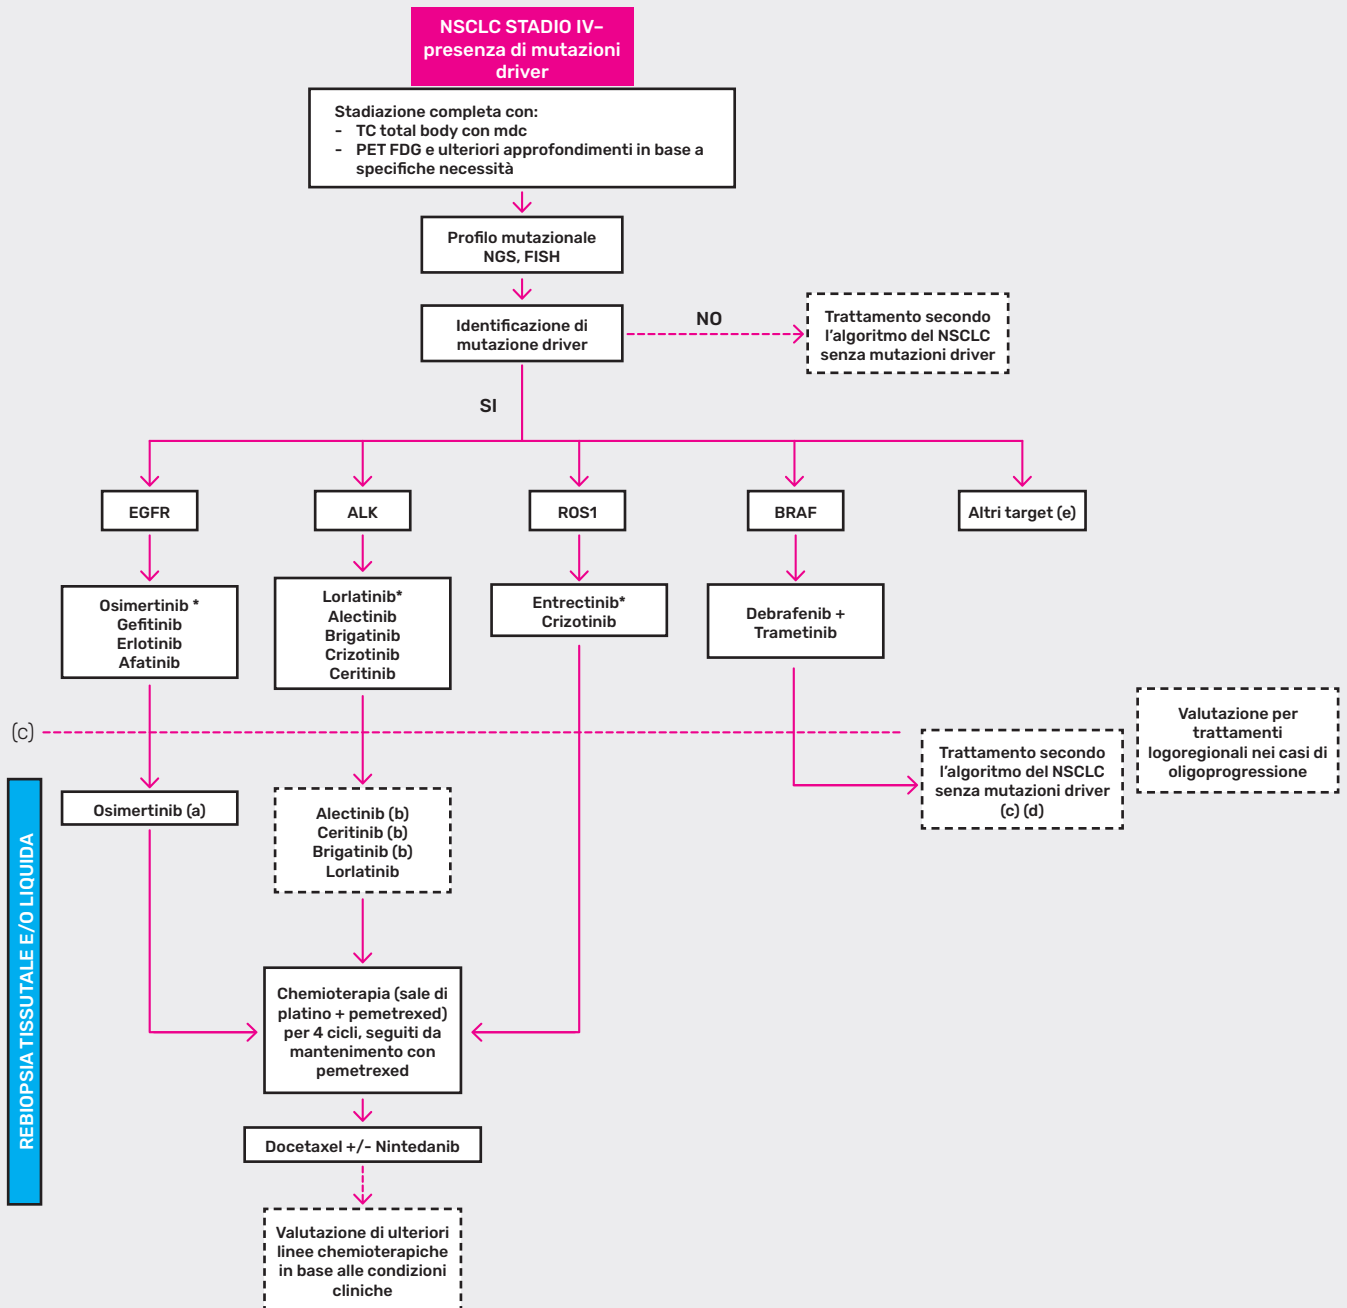 NSCLC STADIO IV–
presenza di mutazioni
driver
Stadiazione completa con:
- TC total body con mdc
- PET FDG e ulteriori approfondimenti in base a
specifiche necessità
Profilo mutazionale
NGS, FISH
Identificazione di
mutazione driver
NO
Trattamento secondo
l'algoritmo del NSCLC
senza mutazioni driver
SI
EGFR
ALK
ROS1
BRAF
Altri target (e)
Osimertinib *
Gefitinib
Erlotinib
Afatinib
Lorlatinib*
Alectinib
Brigatinib
Crizotinib
Ceritinib
Entrectinib*
Crizotinib
Debrafenib +
Trametinib
(c)
Valutazione per
trattamenti
logoregionali nei casi di
oligoprogressione
Trattamento secondo
l'algoritmo del NSCLC
senza mutazioni driver
(c) (d)
REBIOPSIA TISSUTALE E/O LIQUIDA
Osimertinib (a)
Alectinib (b)
Ceritinib (b)
Brigatinib (b)
Lorlatinib
Chemioterapia (sale di
platino + pemetrexed)
per 4 cicli, seguiti da
mantenimento con
pemetrexed
Docetaxel +/- Nintedanib
Valutazione di ulteriori
linee chemioterapiche
in base alle condizioni
cliniche